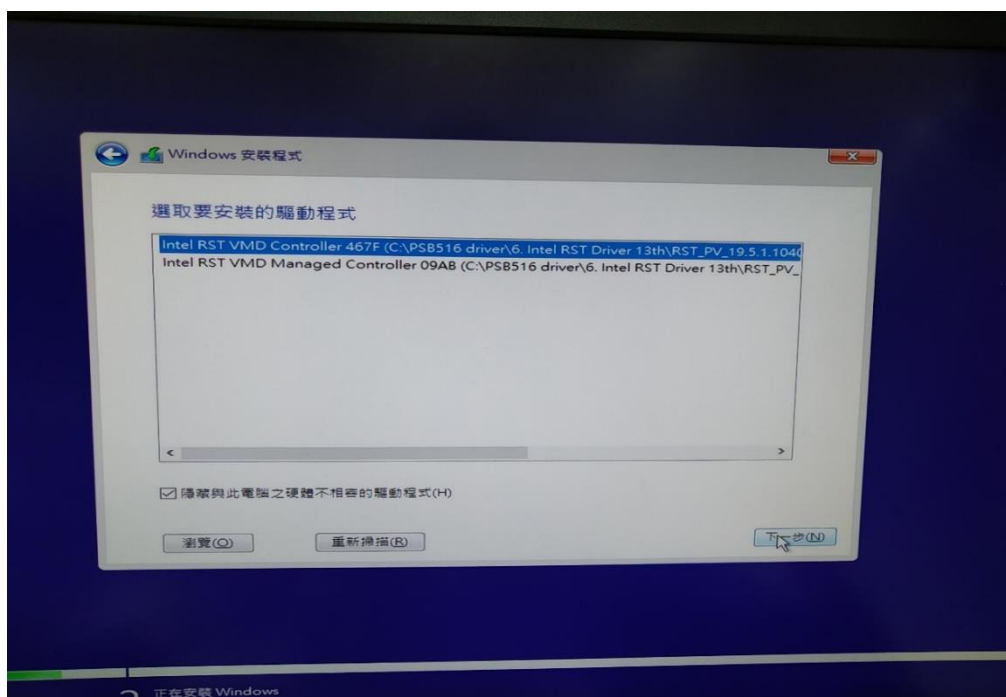 Windows 安裝程式
選取要安裝的驅動程式
Intel RST VMD Controller 467F (C:\PSB516 driver\6. Intel RST Driver 13th\RST_PV_19.5.1.1040
Intel RST VMD Managed Controller 09AB (C:\PSB516 driver\6. Intel RST Driver 13th\RST_PV_
隱藏與此電腦之硬體不相容的驅動程式(H)
瀏覽(O) 重新掃描(R) 下一步(N)
2 正在安裝 Windows